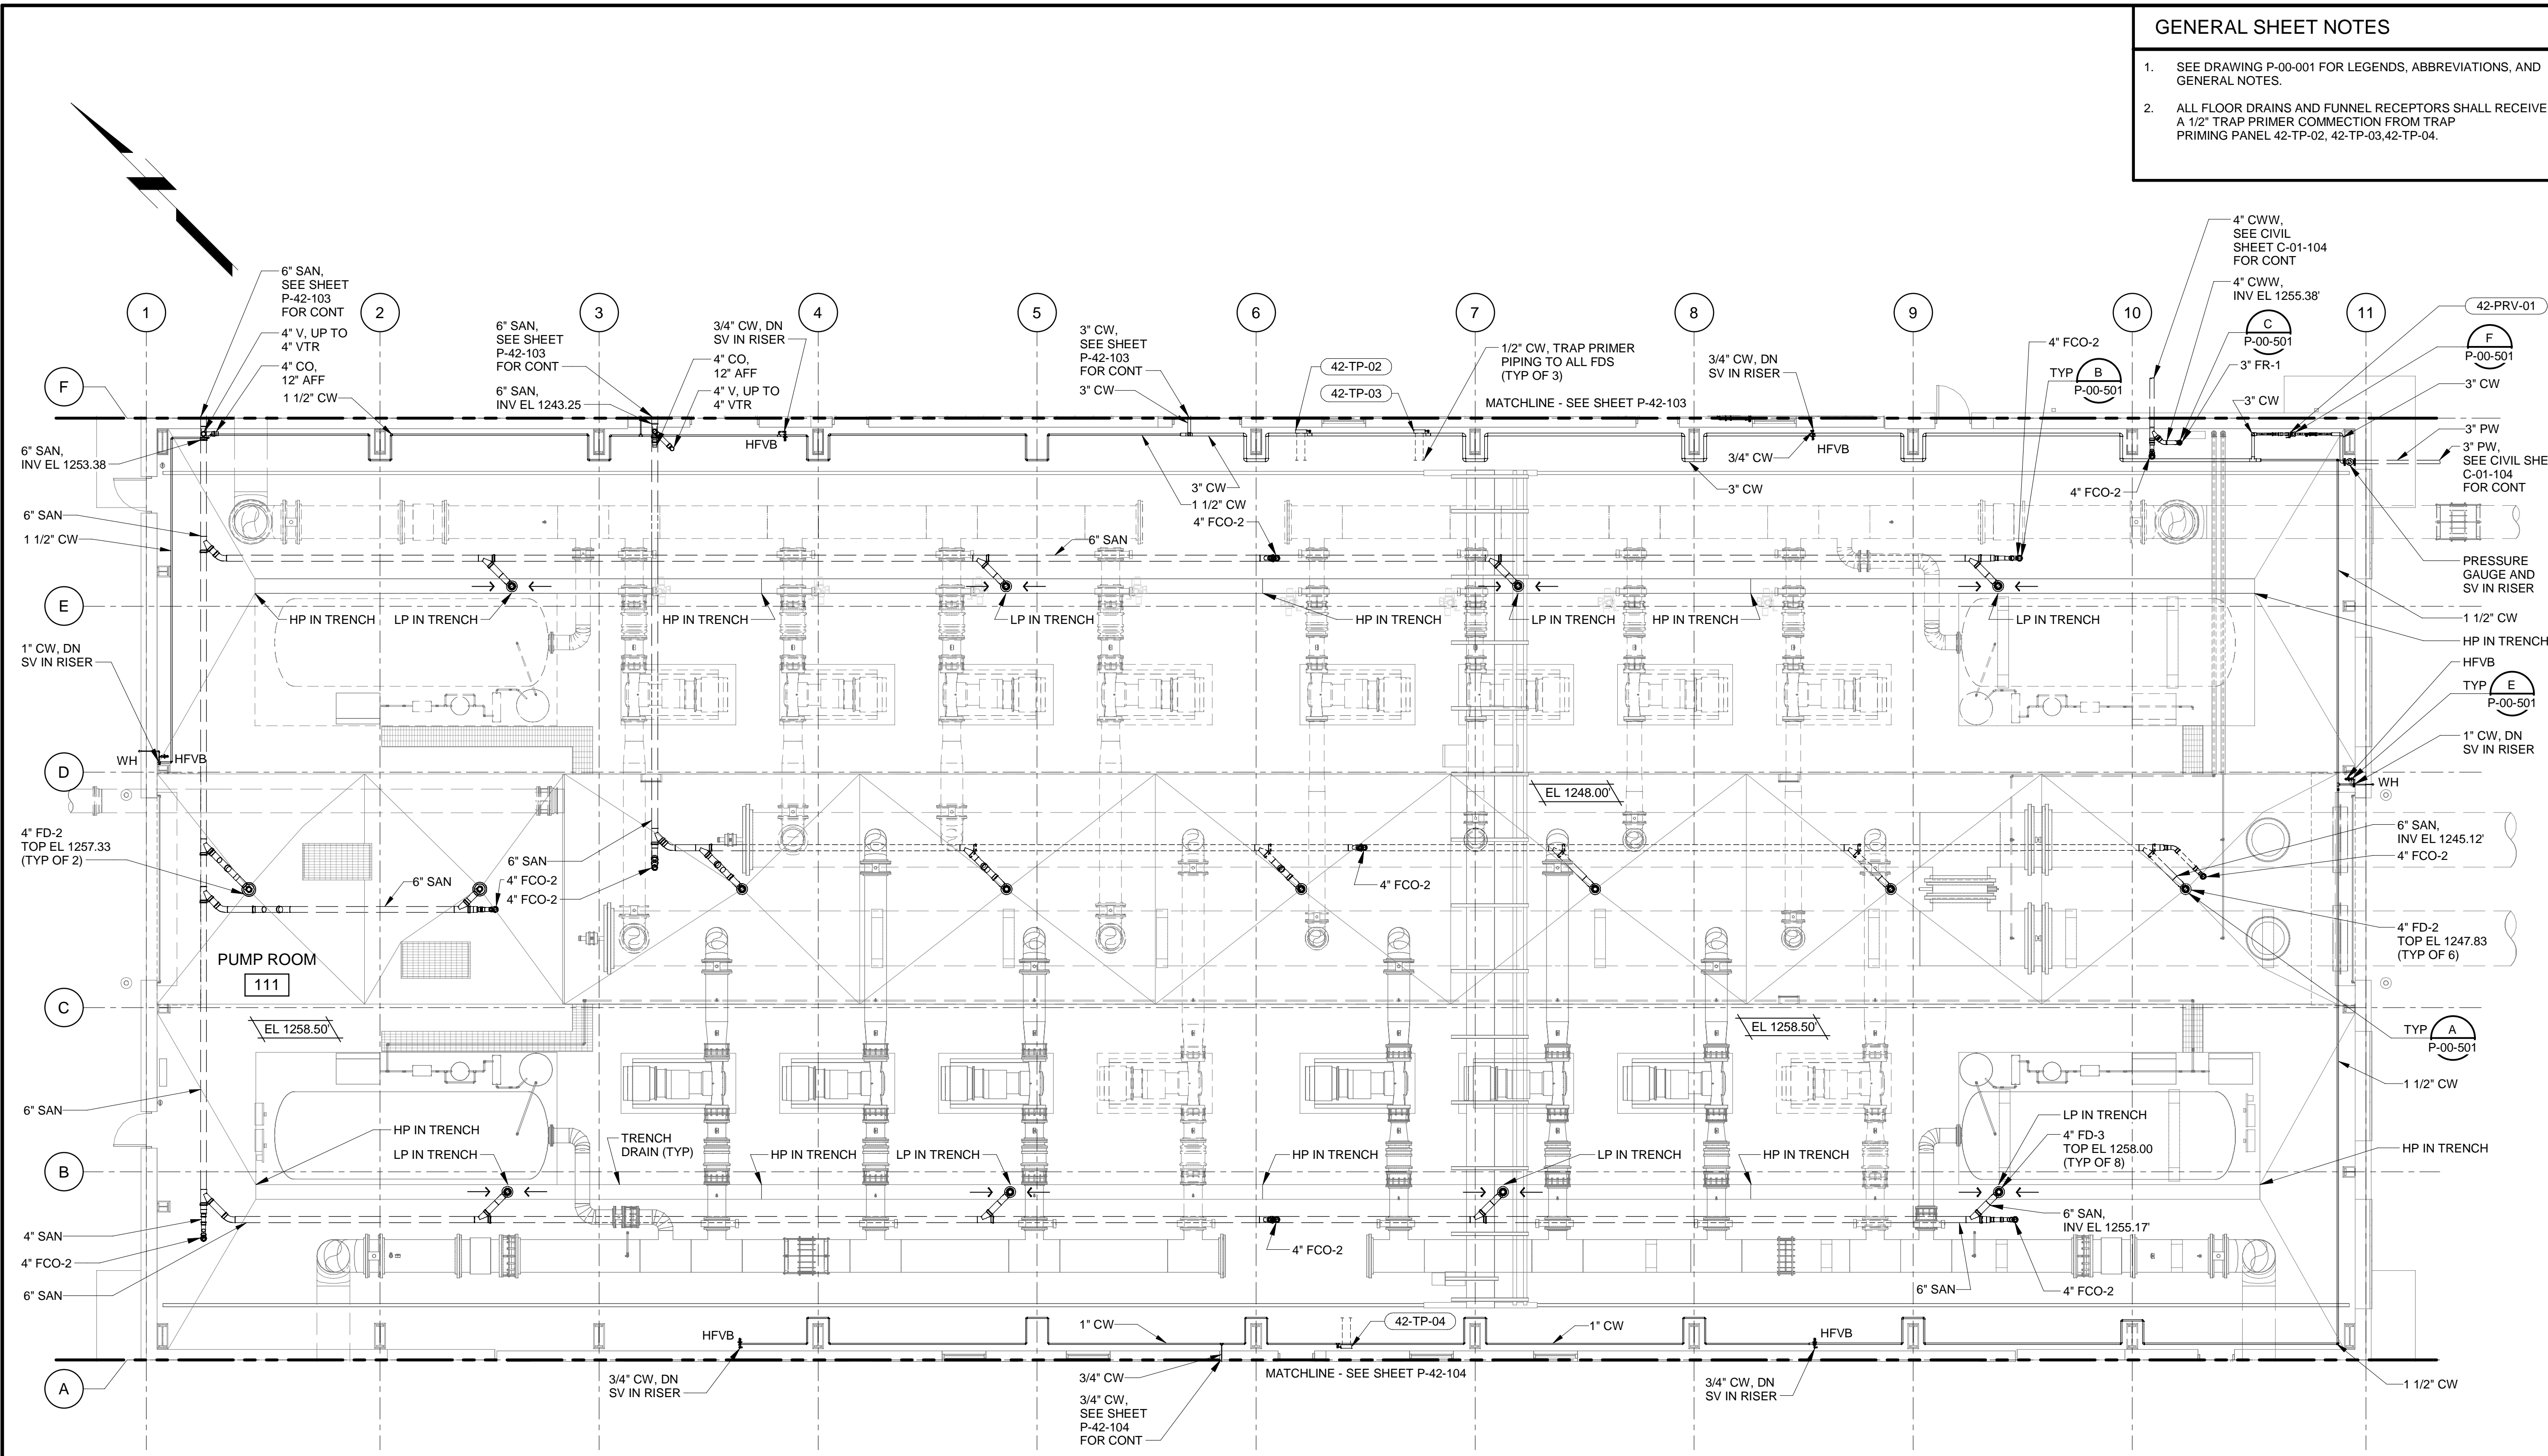 GENERAL SHEET NOTES
1. SEE DRAWING P-00-001 FOR LEGENDS, ABBREVIATIONS, AND
GENERAL NOTES.
2. ALL FLOOR DRAINS AND FUNNEL RECEPTORS SHALL RECEIVE
A 1/2" TRAP PRIMER COMMECTION FROM TRAP
PRIMING PANEL 42-TP-02, 42-TP-03,42-TP-04.
4" CWW,
SEE CIVIL
SHEET C-01-104
FOR CONT
4" CWW,
INV EL 1255.38'
C
P-00-501
3" FR-1
42-PRV-01
F
P-00-501
3" CW
3" CW
3" PW
3" PW,
SEE CIVIL SHE
C-01-104
FOR CONT
6" SAN,
SEE SHEET
P-42-103
FOR CONT
4" V, UP TO
4" VTR
4" CO,
12" AFF
1 1/2" CW
6" SAN,
SEE SHEET
P-42-103
FOR CONT
6" SAN,
INV EL 1243.25
3/4" CW, DN
SV IN RISER
4" CO,
12" AFF
4" V, UP TO
4" VTR
3" CW,
SEE SHEET
P-42-103
FOR CONT
3" CW
42-TP-02
42-TP-03
1/2" CW, TRAP PRIMER
PIPING TO ALL FDS
(TYP OF 3)
3/4" CW, DN
SV IN RISER
4" FCO-2
TYP
B
P-00-501
1
2
3
4
5
6
7
8
9
10
11
F
MATCHLINE - SEE SHEET P-42-103
6" SAN,
INV EL 1253.38
HFVB
3/4" CW
HFVB
3" CW
1 1/2" CW
4" FCO-2
3" CW
4" FCO-2
6" SAN
1 1/2" CW
6" SAN
PRESSURE
GAUGE AND
SV IN RISER
E
HP IN TRENCH
LP IN TRENCH
HP IN TRENCH
LP IN TRENCH
HP IN TRENCH
LP IN TRENCH
HP IN TRENCH
LP IN TRENCH
1 1/2" CW
HP IN TRENCH
1" CW, DN
SV IN RISER
HFVB
TYP
E
P-00-501
1" CW, DN
SV IN RISER
WH
HFVB
D
WH
EL 1248.00'
4" FD-2
TOP EL 1257.33
(TYP OF 2)
6" SAN
6" SAN
4" FCO-2
4" FCO-2
4" FCO-2
6" SAN,
INV EL 1245.12'
4" FCO-2
4" FD-2
TOP EL 1247.83
(TYP OF 6)
PUMP ROOM
111
C
EL 1258.50'
EL 1258.50'
TYP
A
P-00-501
1 1/2" CW
6" SAN
HP IN TRENCH
LP IN TRENCH
TRENCH
DRAIN (TYP)
HP IN TRENCH
LP IN TRENCH
HP IN TRENCH
LP IN TRENCH
HP IN TRENCH
LP IN TRENCH
4" FD-3
TOP EL 1258.00
(TYP OF 8)
HP IN TRENCH
B
4" SAN
4" FCO-2
6" SAN
4" FCO-2
6" SAN,
INV EL 1255.17'
6" SAN
4" FCO-2
HFVB
1" CW
42-TP-04
1" CW
HFVB
A
3/4" CW, DN
SV IN RISER
3/4" CW
3/4" CW,
SEE SHEET
P-42-104
FOR CONT
MATCHLINE - SEE SHEET P-42-104
3/4" CW, DN
SV IN RISER
1 1/2" CW